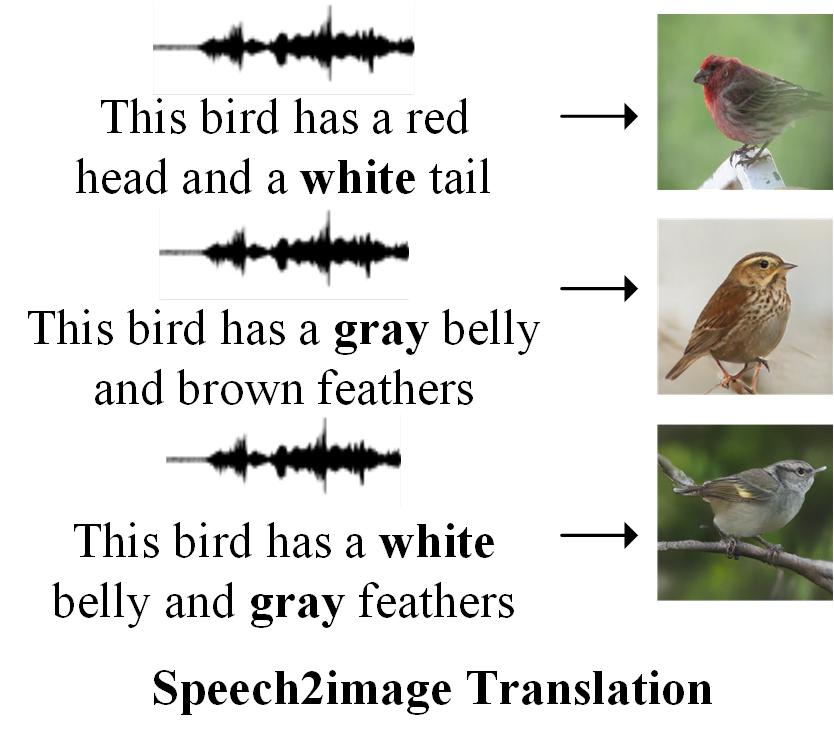 This bird has a red
head and a white tail
This bird has a gray belly
and brown feathers
This bird has a white
belly and gray feathers
Speech2image Translation